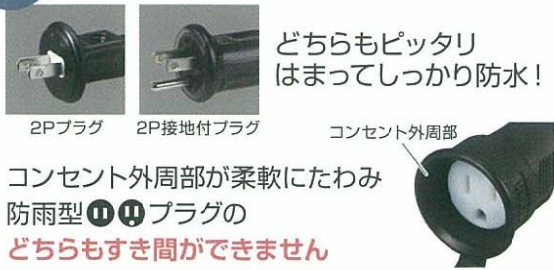 どちらもピッタリ
はまってしっかり防水!
2Pプラグ
2P接地付プラグ
コンセント外周部
コンセント外周部が柔軟にたわみ
防雨型プラグの
どちらもすき間ができません